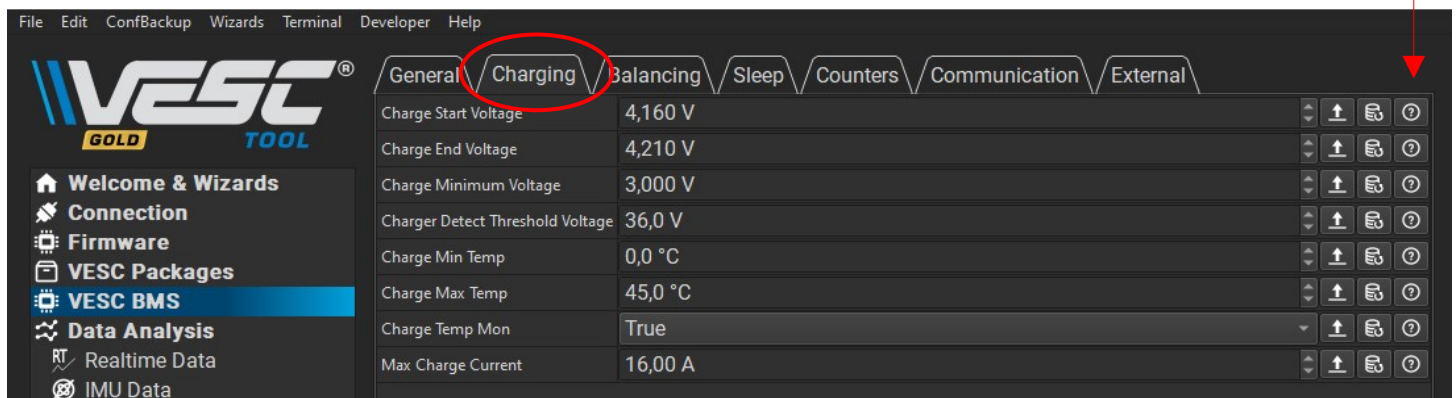 File Edit ConfBackup Wizards Terminal Developer Help
VESC®
GOLD TOOL
General Charging Balancing Sleep Counters Communication External
Charge Start Voltage 4,160 V
Charge End Voltage 4,210 V
Charge Minimum Voltage 3,000 V
Charger Detect Threshold Voltage 36,0 V
Charge Min Temp 0,0 °C
Charge Max Temp 45,0 °C
Charge Temp Mon True
Max Charge Current 16,00 A
Welcome & Wizards
Connection
Firmware
VESC Packages
VESC BMS
Data Analysis
RT Realtime Data
IMU Data